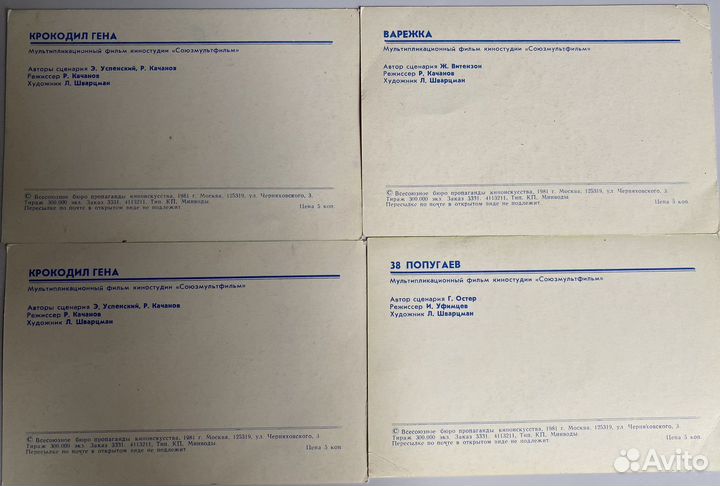 КРОКОДИЛ ГЕНА
Мультипликационный фильм киностудии «Союзмультфильм»
Авторы сценария Э. Успенский, Р. Качанов
Режиссер Р. Качанов
Художник Л. Шварцман
© Всесоюзное бюро пропаганды киноискусства, 1981 г. Москва, 125319, ул Черняховского, 3.
Тираж 300.000 экз. Заказ 3331. 4113211. Тип. КП, Минводы
Пересылке по почте в открытом виде не подлежит. Цена 5 коп.
ВАРЕЖКА
Мультипликационный фильм киностудии «Союзмультфильм»
Автор сценария Ж. Витензон
Режиссер Р. Качанов
Художник Л. Шварцман
© Всесоюзное бюро пропаганды киноискусства, 1981 г. Москва, 125319, ул Черняховского, 3.
Тираж 300.000 экз. Заказ 3331. 4113211. Тип. КП, Минводы
Пересылке по почте в открытом виде не подлежит Цена 5 коп.
КРОКОДИЛ ГЕНА
Мультипликационный фильм киностудии «Союзмультфильм»
Авторы сценария Э. Успенский, Р. Качанов
Режиссер Р. Качанов
Художник Л. Шварцман
© Всесоюзное бюро пропаганды киноискусства, 1981 г. Москва, 125319, ул Черняховского, 3
Тираж 300.000 экз. Заказ 3331. 4113211, Тип. КП, Минводы
Пересылке по почте в открытом виде не подлежит Цена 5 коп
38 ПОПУГАЕВ
Мультипликационный фильм киностудии «Союзмультфильм»
Автор сценария Г. Остер
Режиссер И. Уфимцев
Художник Л. Шварцман
© Всесоюзное бюро пропаганды киноискусства, 1981 г. Москва, 125319, ул Черняховского, 3.
Тираж 300.000 экз. Заказ 3331. 4113211, Тип. КП, Минводы.
Пересылке по почте в открытом виде не подлежит. Цена 5 коп.
Avito